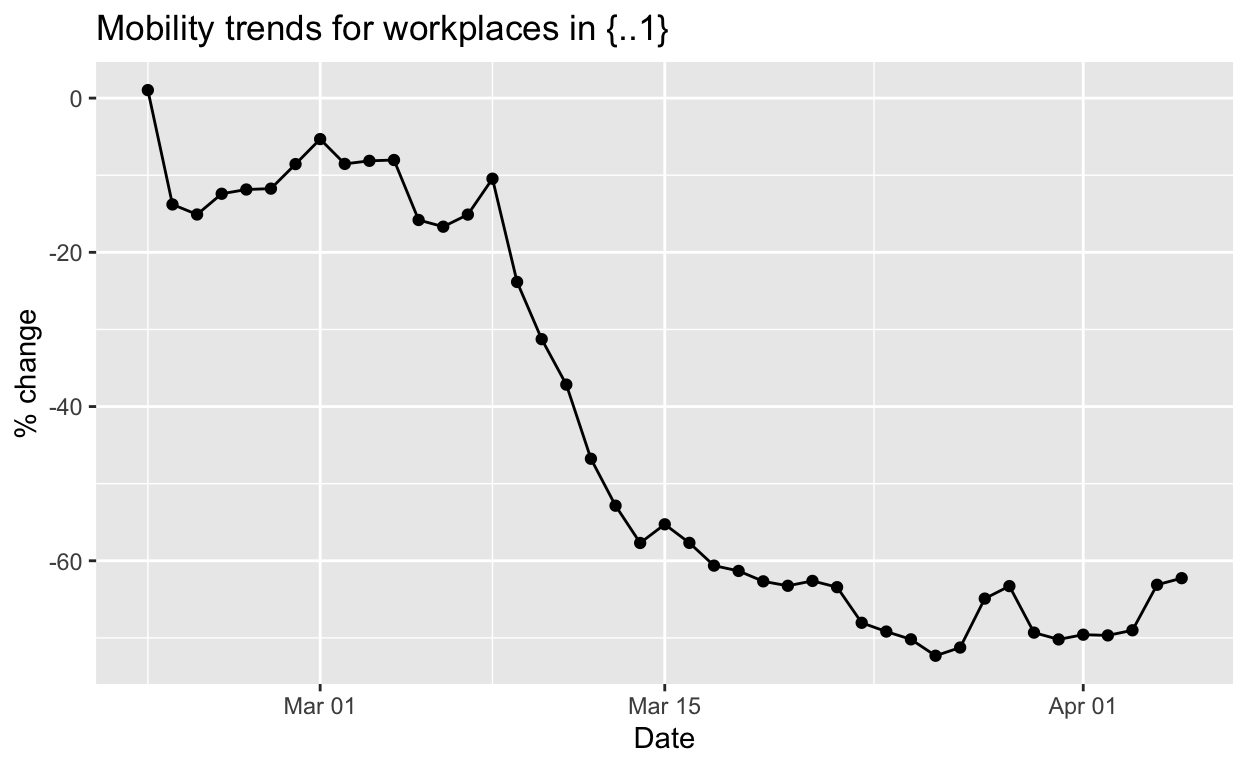 Mobility trends for workplaces in {..1}
0
-20
-40
-60
% change
Mar 01
Mar 15
Apr 01
Date